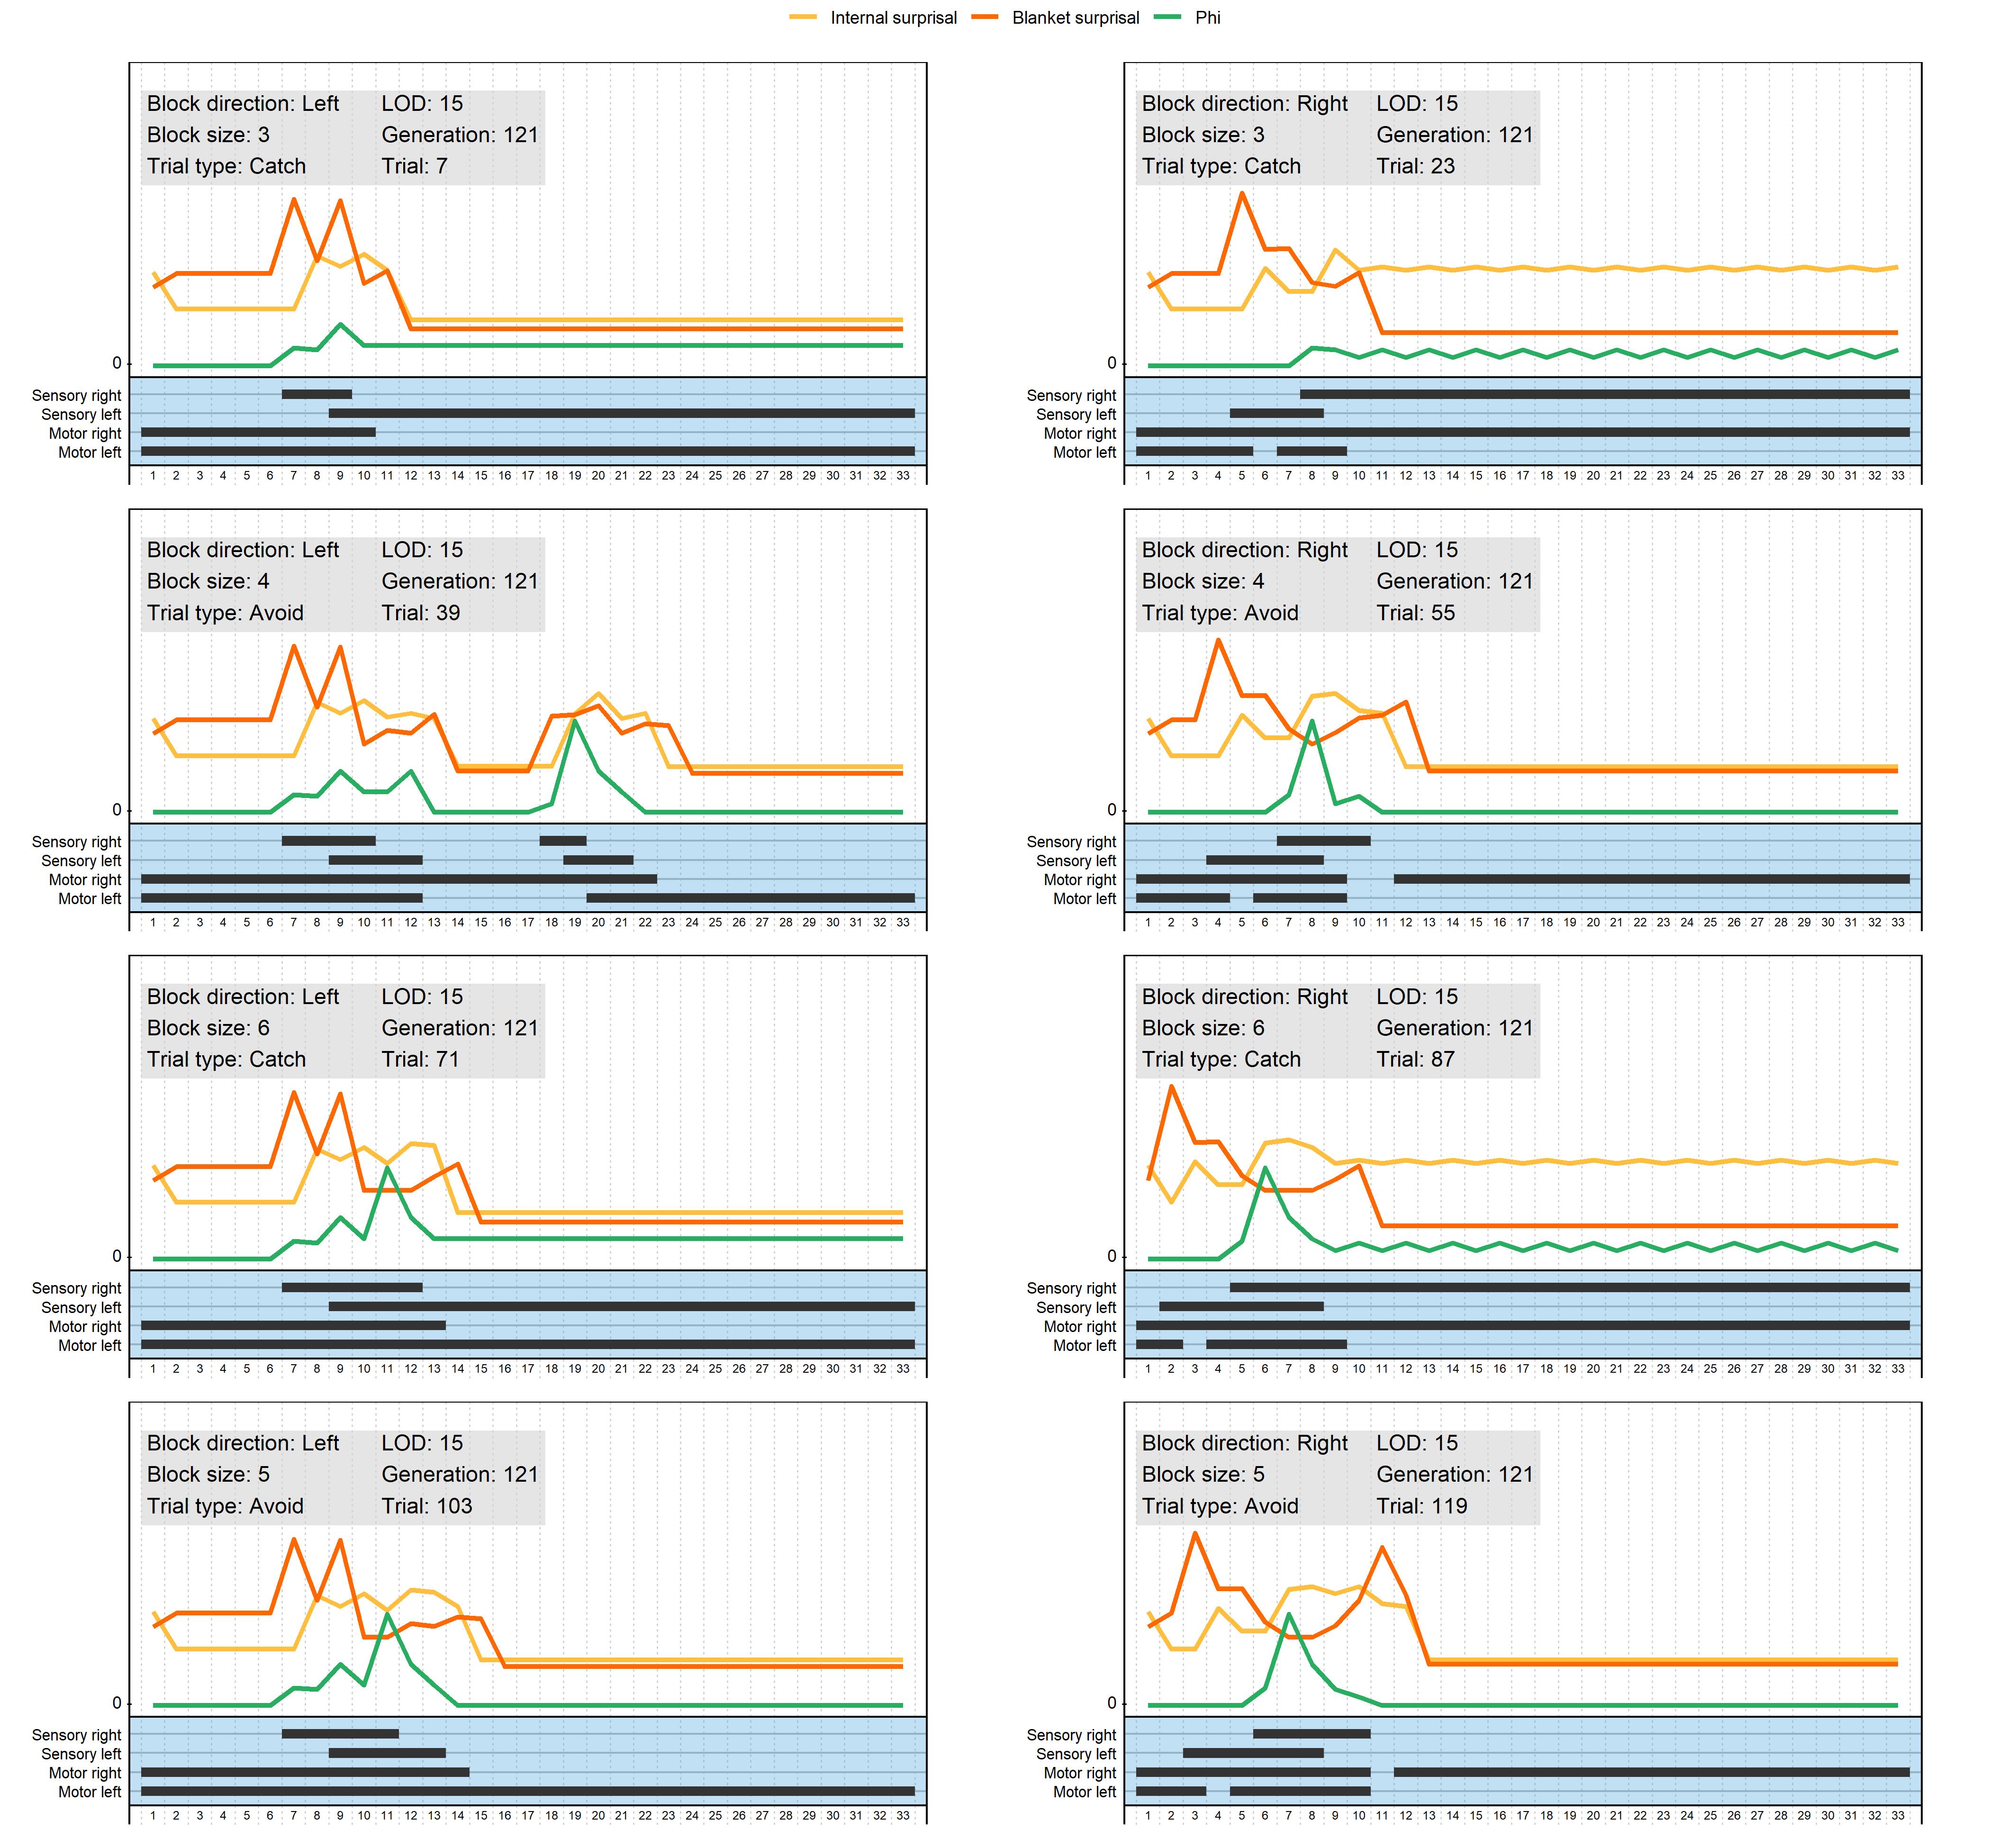 Internal surprisal Blanket surprisal Phi
Block direction: Left LOD: 15
Block size: 3 Generation: 121
Trial type: Catch Trial: 7
0
Sensory right
Sensory left
Motor right
Motor left
1 2 3 4 5 6 7 8 9 10 11 12 13 14 15 16 17 18 19 20 21 22 23 24 25 26 27 28 29 30 31 32 33
Block direction: Right LOD: 15
Block size: 3 Generation: 121
Trial type: Catch Trial: 23
0
Sensory right
Sensory left
Motor right
Motor left
1 2 3 4 5 6 7 8 9 10 11 12 13 14 15 16 17 18 19 20 21 22 23 24 25 26 27 28 29 30 31 32 33
Block direction: Left LOD: 15
Block size: 4 Generation: 121
Trial type: Avoid Trial: 39
0
Sensory right
Sensory left
Motor right
Motor left
1 2 3 4 5 6 7 8 9 10 11 12 13 14 15 16 17 18 19 20 21 22 23 24 25 26 27 28 29 30 31 32 33
Block direction: Right LOD: 15
Block size: 4 Generation: 121
Trial type: Avoid Trial: 55
0
Sensory right
Sensory left
Motor right
Motor left
1 2 3 4 5 6 7 8 9 10 11 12 13 14 15 16 17 18 19 20 21 22 23 24 25 26 27 28 29 30 31 32 33
Block direction: Left LOD: 15
Block size: 6 Generation: 121
Trial type: Catch Trial: 71
0
Sensory right
Sensory left
Motor right
Motor left
1 2 3 4 5 6 7 8 9 10 11 12 13 14 15 16 17 18 19 20 21 22 23 24 25 26 27 28 29 30 31 32 33
Block direction: Right LOD: 15
Block size: 6 Generation: 121
Trial type: Catch Trial: 87
0
Sensory right
Sensory left
Motor right
Motor left
1 2 3 4 5 6 7 8 9 10 11 12 13 14 15 16 17 18 19 20 21 22 23 24 25 26 27 28 29 30 31 32 33
Block direction: Left LOD: 15
Block size: 5 Generation: 121
Trial type: Avoid Trial: 103
0
Sensory right
Sensory left
Motor right
Motor left
1 2 3 4 5 6 7 8 9 10 11 12 13 14 15 16 17 18 19 20 21 22 23 24 25 26 27 28 29 30 31 32 33
Block direction: Right LOD: 15
Block size: 5 Generation: 121
Trial type: Avoid Trial: 119
0
Sensory right
Sensory left
Motor right
Motor left
1 2 3 4 5 6 7 8 9 10 11 12 13 14 15 16 17 18 19 20 21 22 23 24 25 26 27 28 29 30 31 32 33